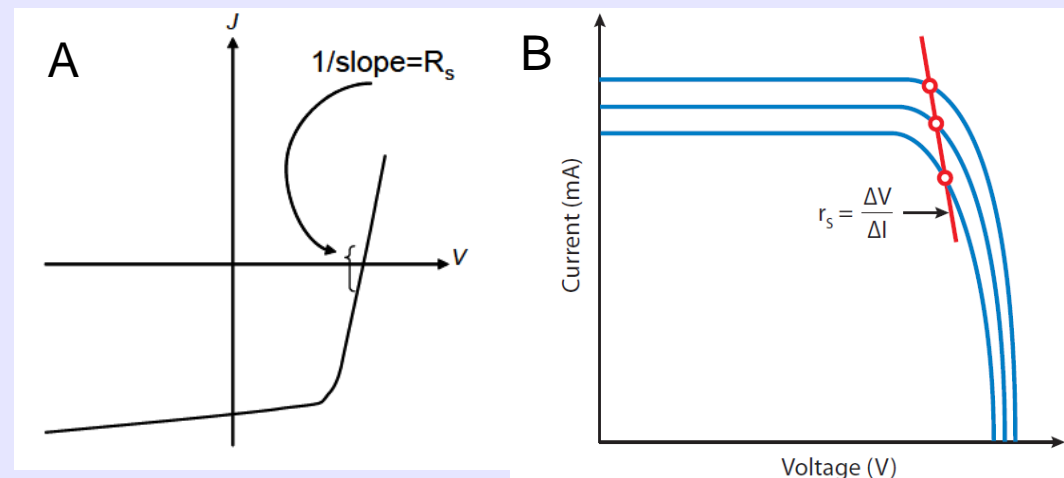 A
J
1/slope=Rₛ
V
B
Current (mA)
rₛ = ΔV/ΔI
Voltage (V)